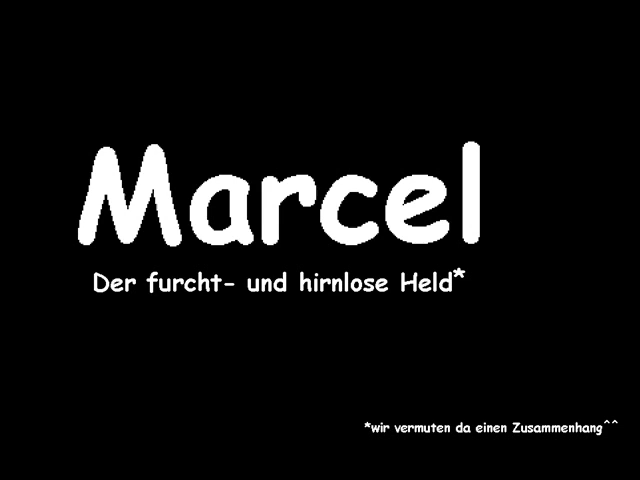 Marcel
Der furcht- und hirnlose Held*
*wir vermuten da einen Zusammenhang^^